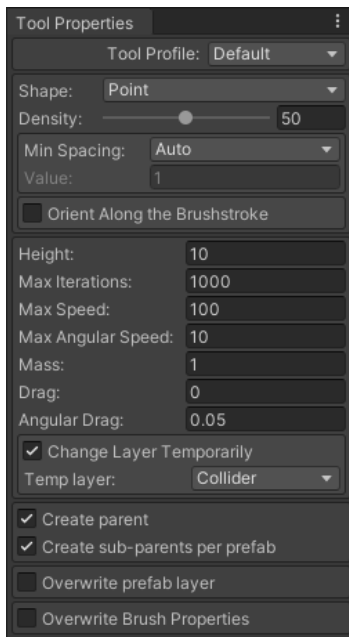 Tool Properties
Tool Profile: Default
Shape: Point
Density: 50
Min Spacing: Auto
Value: 1
Orient Along the Brushstroke
Height: 10
Max Iterations: 1000
Max Speed: 100
Max Angular Speed: 10
Mass: 1
Drag: 0
Angular Drag: 0.05
Change Layer Temporarily
Temp layer: Collider
Create parent
Create sub-parents per prefab
Overwrite prefab layer
Overwrite Brush Properties